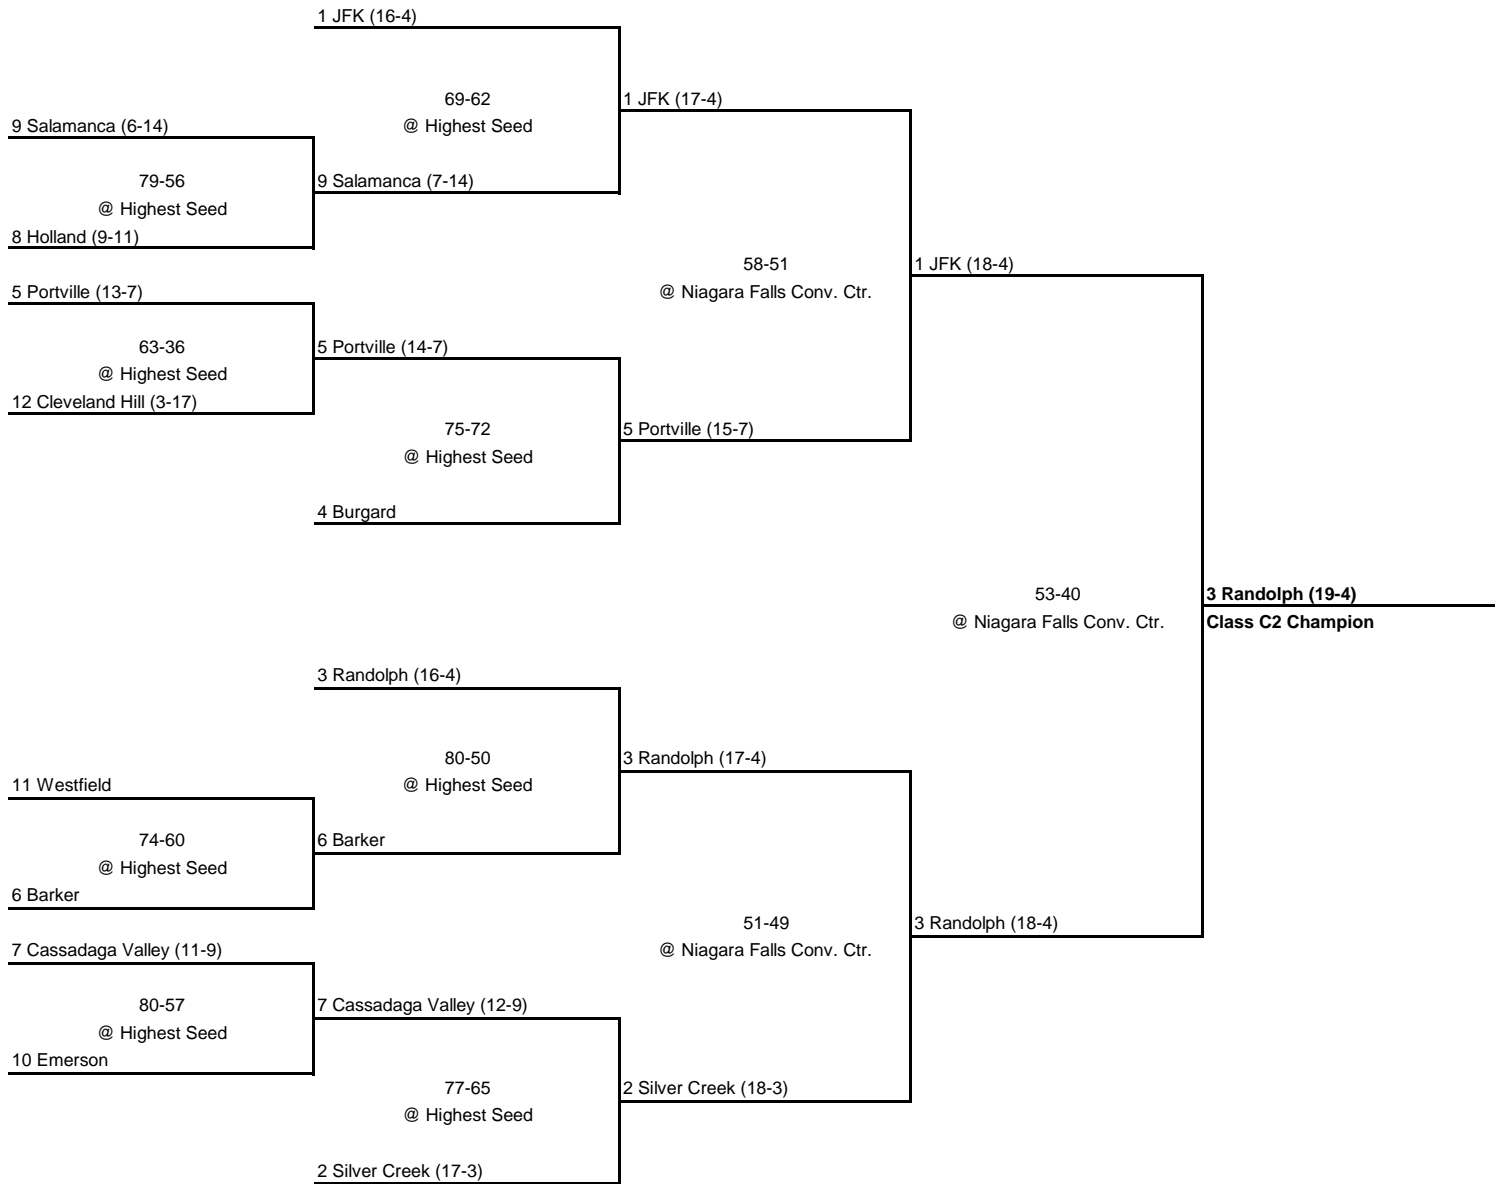 1 JFK (16-4)
69-62
@ Highest Seed
1 JFK (17-4)
9 Salamanca (6-14)
79-56
@ Highest Seed
9 Salamanca (7-14)
8 Holland (9-11)
58-51
@ Niagara Falls Conv. Ctr.
1 JFK (18-4)
5 Portville (13-7)
63-36
@ Highest Seed
5 Portville (14-7)
12 Cleveland Hill (3-17)
75-72
@ Highest Seed
5 Portville (15-7)
4 Burgard
53-40
@ Niagara Falls Conv. Ctr.
3 Randolph (19-4)
Class C2 Champion
3 Randolph (16-4)
80-50
@ Highest Seed
3 Randolph (17-4)
11 Westfield
74-60
@ Highest Seed
6 Barker
6 Barker
51-49
@ Niagara Falls Conv. Ctr.
3 Randolph (18-4)
7 Cassadaga Valley (11-9)
80-57
@ Highest Seed
7 Cassadaga Valley (12-9)
10 Emerson
77-65
@ Highest Seed
2 Silver Creek (18-3)
2 Silver Creek (17-3)